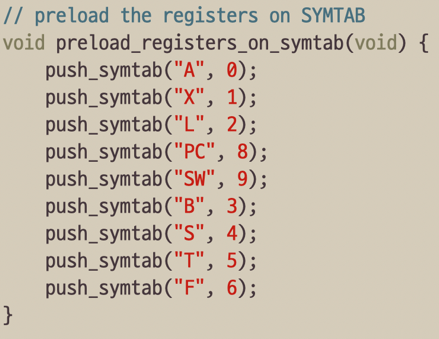 // preload the registers on SYMTAB
void preload_registers_on_symtab(void) {
    push_symtab("A", 0);
    push_symtab("X", 1);
    push_symtab("L", 2);
    push_symtab("PC", 8);
    push_symtab("SW", 9);
    push_symtab("B", 3);
    push_symtab("S", 4);
    push_symtab("T", 5);
    push_symtab("F", 6);
}